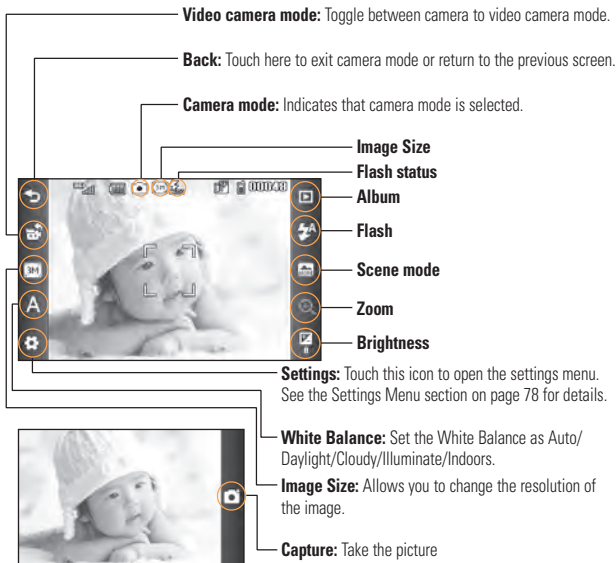 Video camera mode: Toggle between camera to video camera mode.
Back: Touch here to exit camera mode or return to the previous screen.
Camera mode: Indicates that camera mode is selected.
Image Size
Flash status
Album
Flash
Scene mode
Zoom
Brightness
3M
00048
A
3M
A
0
Settings: Touch this icon to open the settings menu.
See the Settings Menu section on page 78 for details.
White Balance: Set the White Balance as Auto/
Daylight/Cloudy/Illuminate/Indoors.
Image Size: Allows you to change the resolution of
the image.
Capture: Take the picture